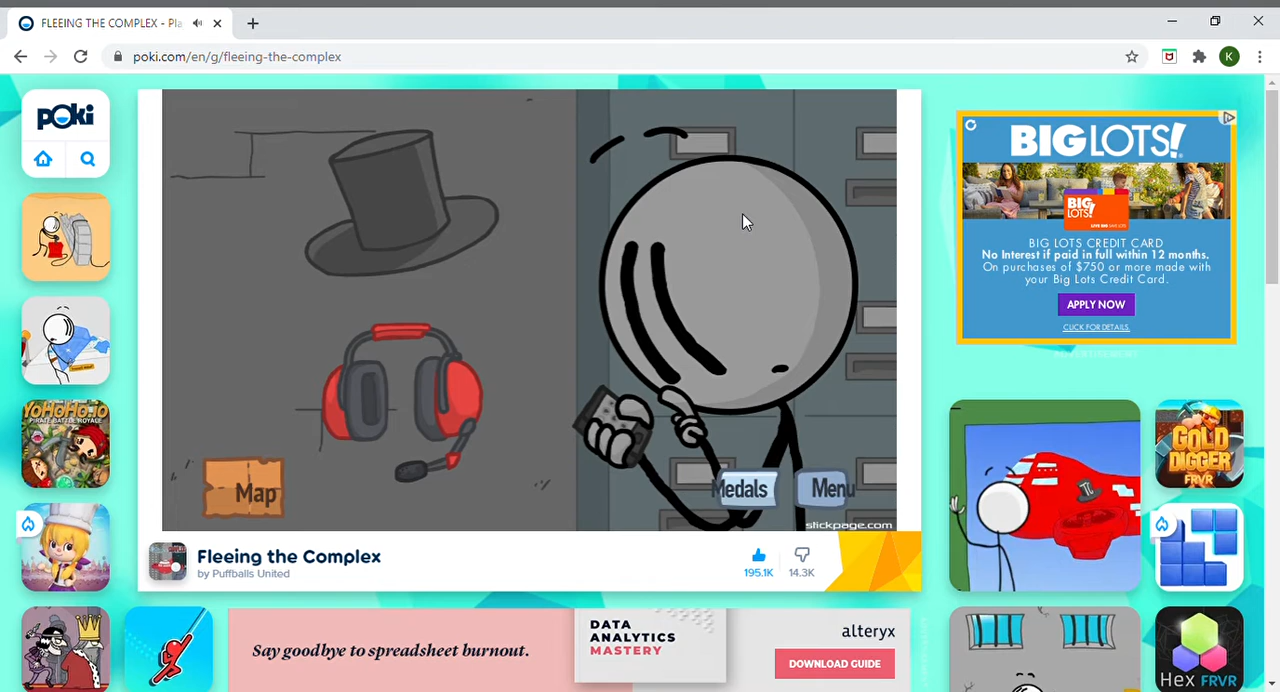 FLEEING THE COMPLEX - Pla
poki.com/en/g/fleeing-the-complex
K
POKI
BIG LOTS!
BIG LOTS!
BIG LOTS CREDIT CARD
No Interest if paid in full within 12 months.
On purchases of $750 or more made with
your Big Lots Credit Card.
APPLY NOW
CLICK FOR DETAILS.
ADVERTISEMENT
Map
Medals
Menu
stickpage.com
YOHOHO.IO
PIRATE BATTLE ROYALE
GOLD
DIGGER
FRVR
Fleeing the Complex
by Puffballs United
195.1K
14.3K
Say goodbye to spreadsheet burnout.
DATA
ANALYTICS
MASTERY
alteryx
DOWNLOAD GUIDE
Hex FRVR